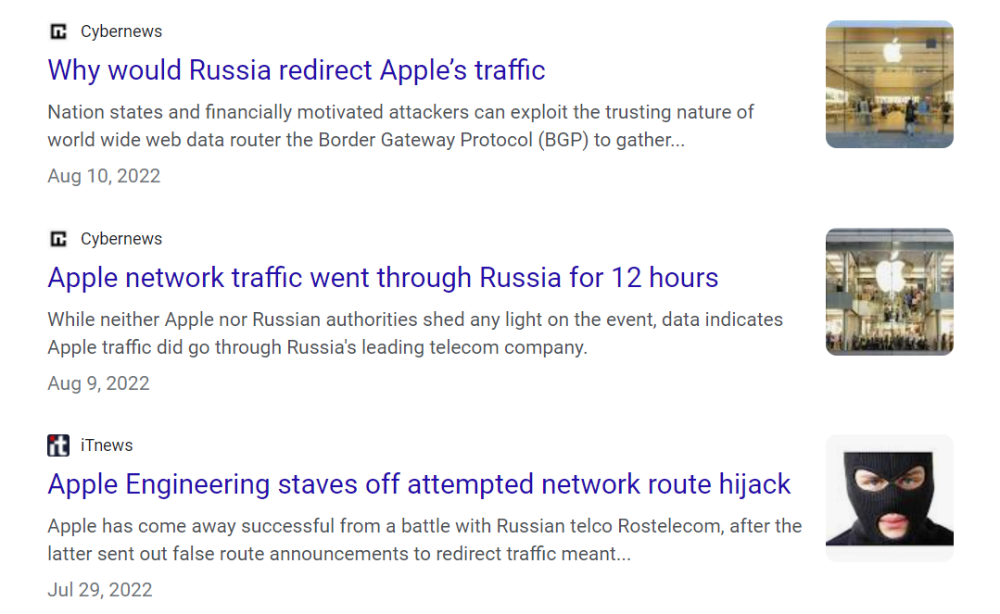 Cybernews
Why would Russia redirect Apple’s traffic
Nation states and financially motivated attackers can exploit the trusting nature of
world wide web data router the Border Gateway Protocol (BGP) to gather...
Aug 10, 2022
Cybernews
Apple network traffic went through Russia for 12 hours
While neither Apple nor Russian authorities shed any light on the event, data indicates
Apple traffic did go through Russia's leading telecom company.
Aug 9, 2022
it iTnews
Apple Engineering staves off attempted network route hijack
Apple has come away successful from a battle with Russian telco Rostelecom, after the
latter sent out false route announcements to redirect traffic meant...
Jul 29, 2022